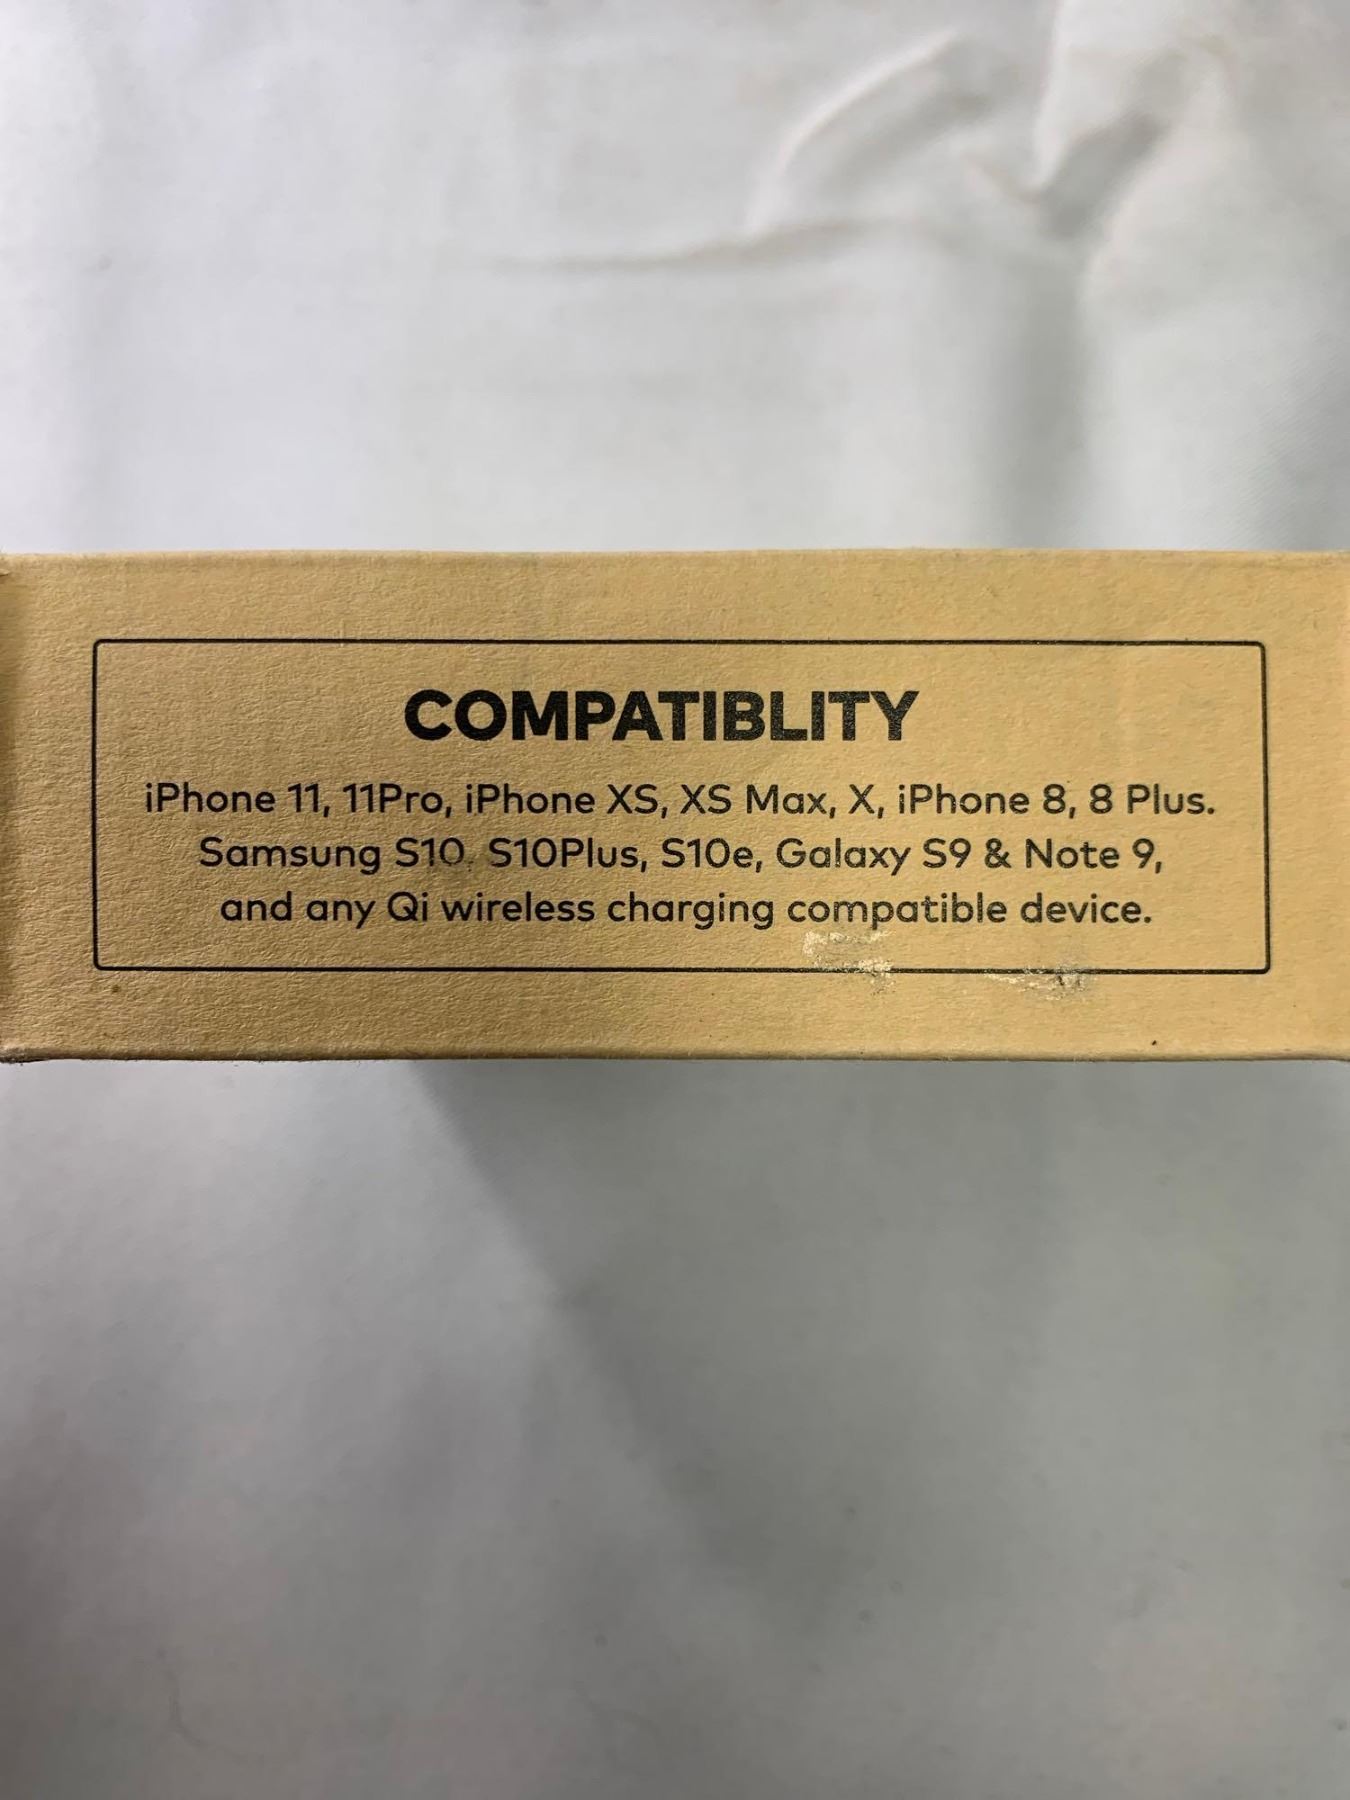 COMPATIBLITY
iPhone 11, 11Pro, iPhone XS, XS Max, X, iPhone 8, 8 Plus.
Samsung S10, S10Plus, S10e, Galaxy S9 & Note 9,
and any Qi wireless charging compatible device.